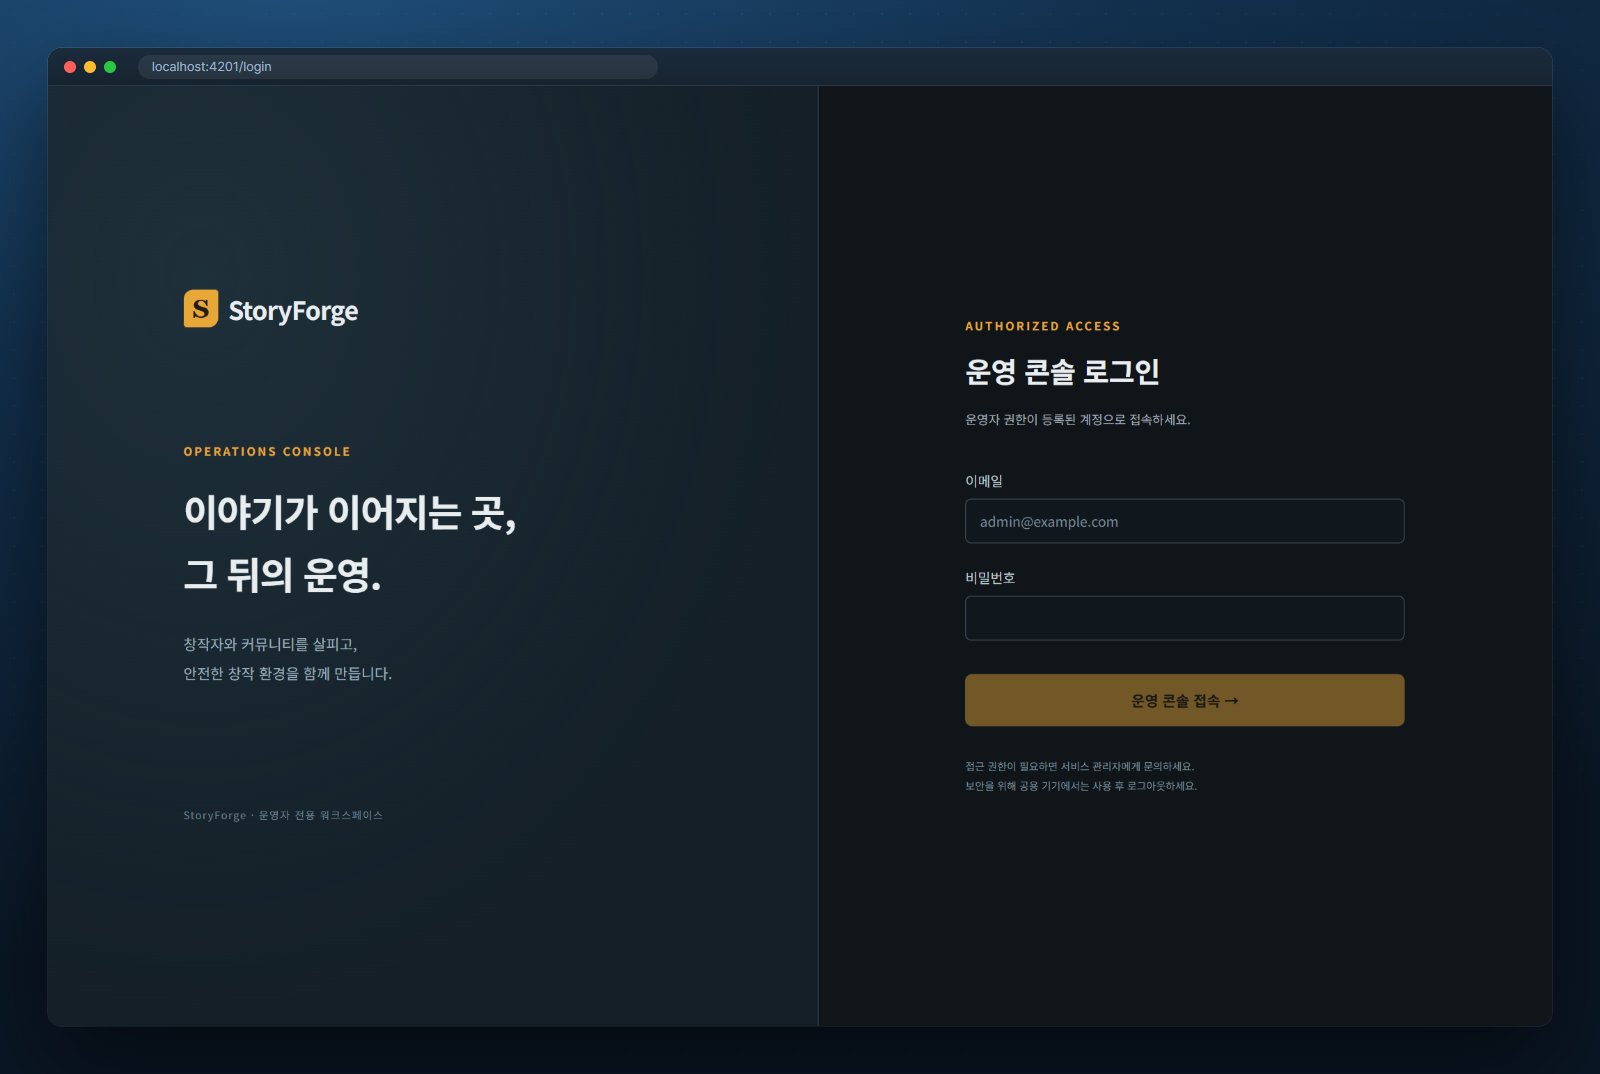 localhost:4201/login
S StoryForge
OPERATIONS CONSOLE
이야기가 이어지는 곳,
그 뒤의 운영.
창작자와 커뮤니티를 살피고,
안전한 창작 환경을 함께 만듭니다.
StoryForge · 운영자 전용 워크스페이스
AUTHORIZED ACCESS
운영 콘솔 로그인
운영자 권한이 등록된 계정으로 접속하세요.
이메일
admin@example.com
비밀번호
운영 콘솔 접속 →
접근 권한이 필요하면 서비스 관리자에게 문의하세요.
보안을 위해 공용 기기에서는 사용 후 로그아웃하세요.